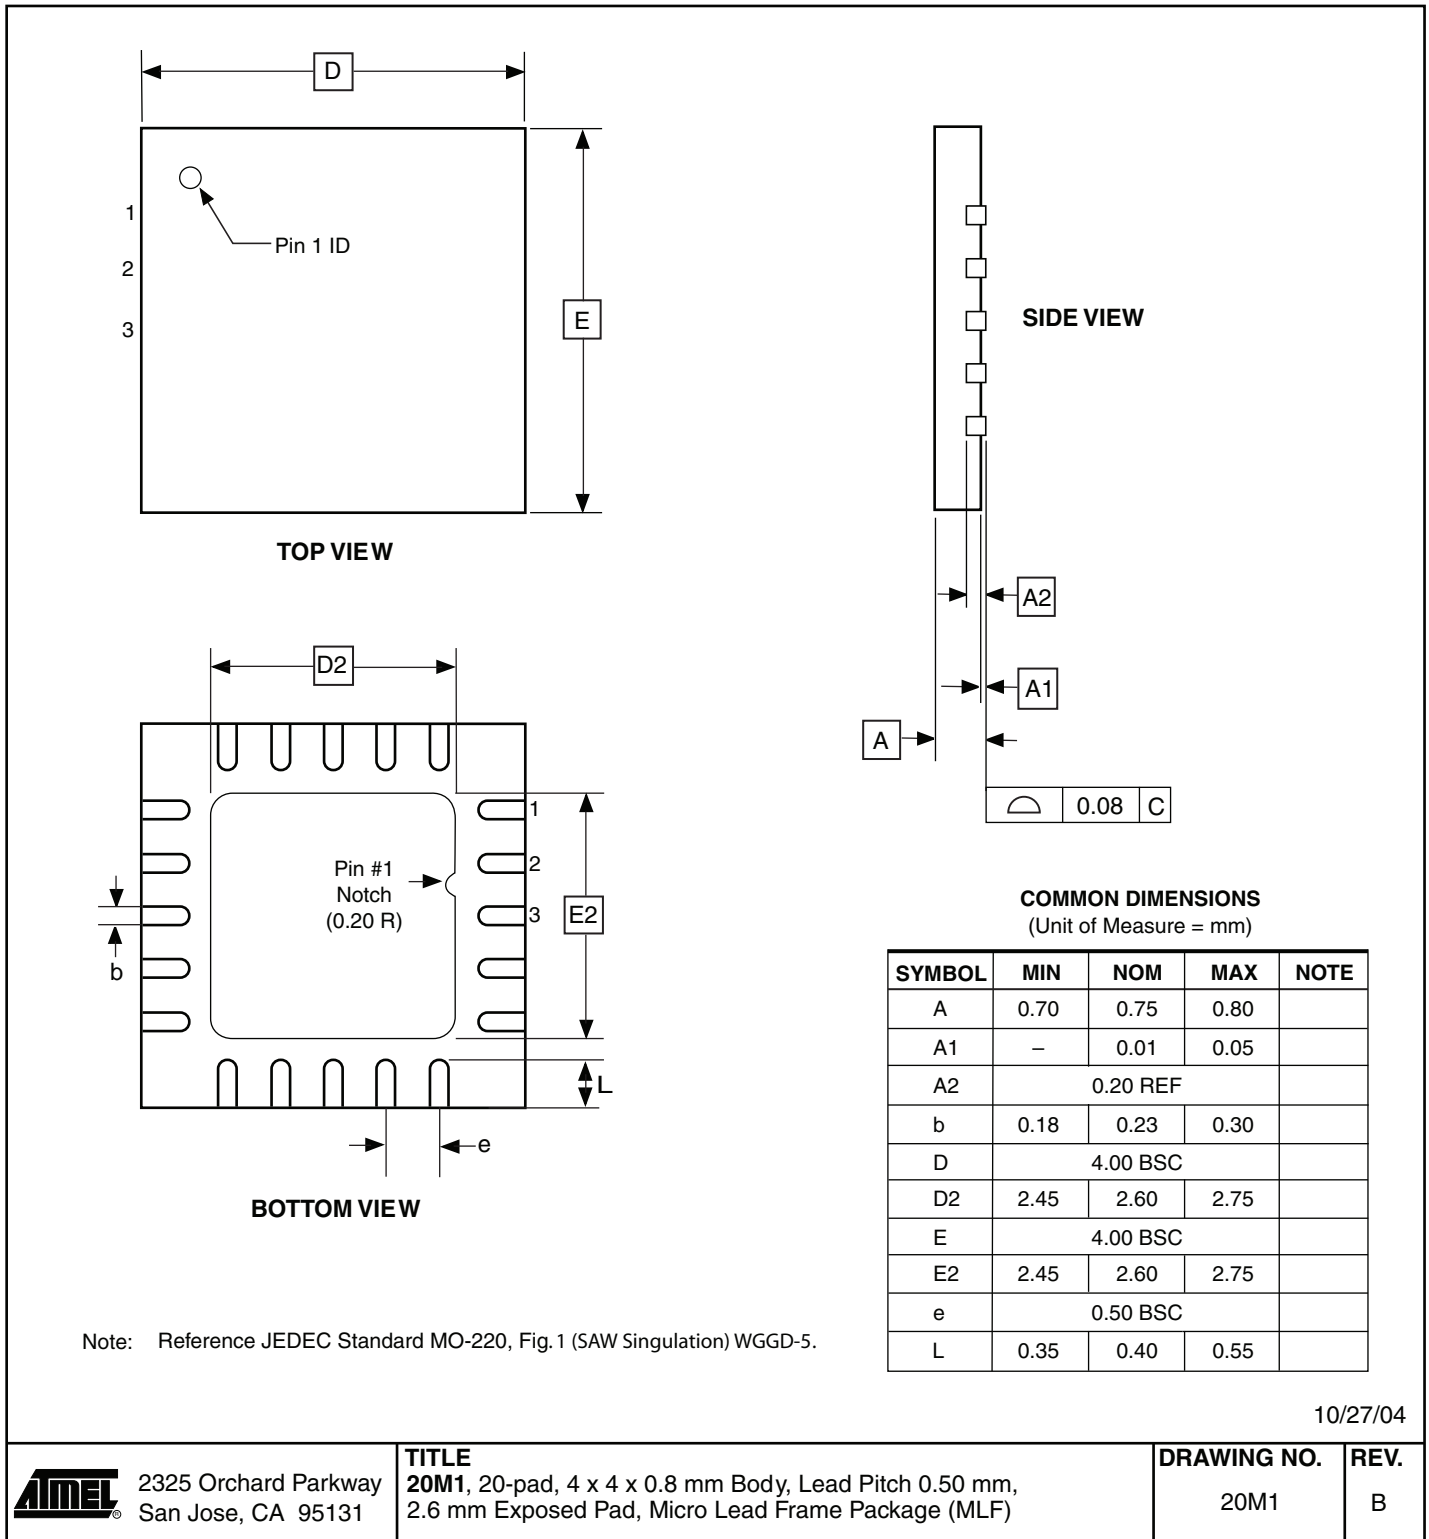 D
1
Pin 1 ID
2
3
E
SIDE VIEW
TOP VIEW
A2
D2
A1
A
0.08 C
1
2
3
Pin #1
Notch
(0.20 R)
E2
b
L
e
BOTTOM VIEW
COMMON DIMENSIONS
(Unit of Measure = mm)
SYMBOL MIN NOM MAX NOTE
A 0.70 0.75 0.80
A1 – 0.01 0.05
A2 0.20 REF
b 0.18 0.23 0.30
D 4.00 BSC
D2 2.45 2.60 2.75
E 4.00 BSC
E2 2.45 2.60 2.75
e 0.50 BSC
L 0.35 0.40 0.55
Note: Reference JEDEC Standard MO-220, Fig. 1 (SAW Singulation) WGGD-5.
10/27/04
ATMEL ®
2325 Orchard Parkway
San Jose, CA 95131
TITLE
20M1, 20-pad, 4 x 4 x 0.8 mm Body, Lead Pitch 0.50 mm,
2.6 mm Exposed Pad, Micro Lead Frame Package (MLF)
DRAWING NO.
20M1
REV.
B